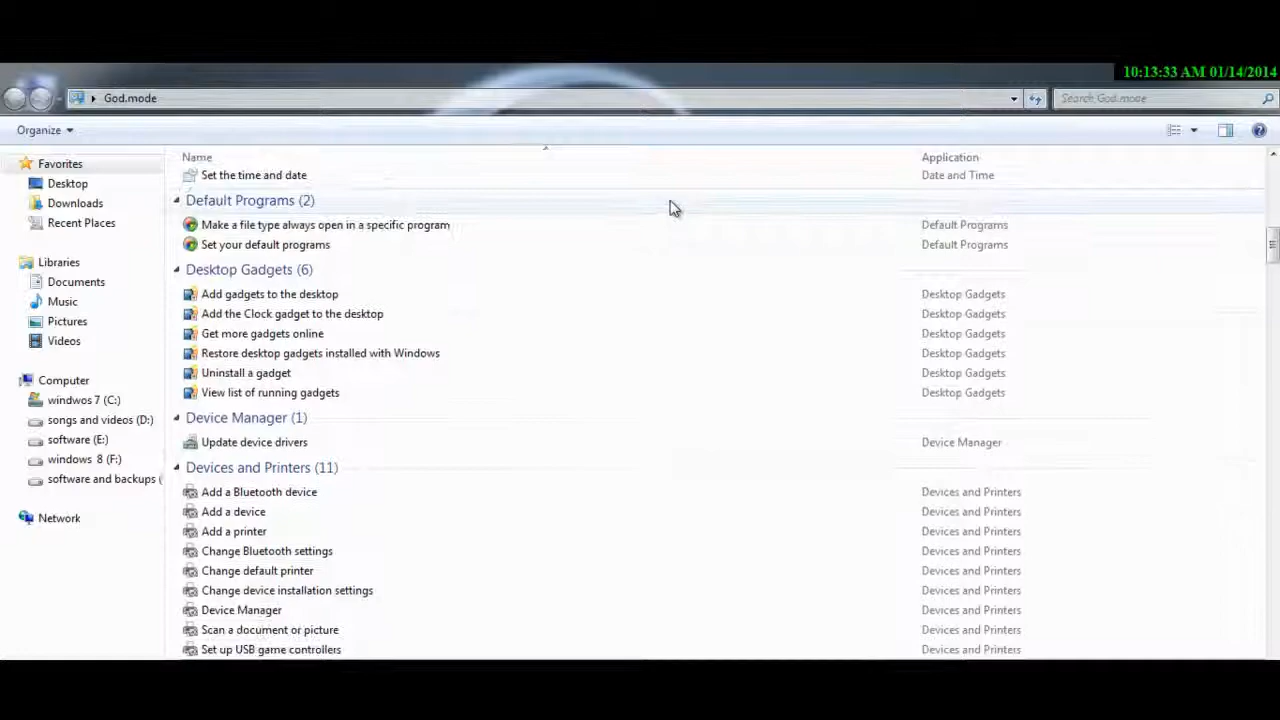 10:13:33 AM 01/14/2014
God.mode
Search God.mode
Organize
Name Application
Favorites
Desktop
Downloads
Recent Places
Libraries
Documents
Music
Pictures
Videos
Computer
windwos 7 (C:)
songs and videos (D:)
software (E:)
windows 8 (F:)
software and backups (
Network
Set the time and date Date and Time
Default Programs (2)
Make a file type always open in a specific program Default Programs
Set your default programs Default Programs
Desktop Gadgets (6)
Add gadgets to the desktop Desktop Gadgets
Add the Clock gadget to the desktop Desktop Gadgets
Get more gadgets online Desktop Gadgets
Restore desktop gadgets installed with Windows Desktop Gadgets
Uninstall a gadget Desktop Gadgets
View list of running gadgets Desktop Gadgets
Device Manager (1)
Update device drivers Device Manager
Devices and Printers (11)
Add a Bluetooth device Devices and Printers
Add a device Devices and Printers
Add a printer Devices and Printers
Change Bluetooth settings Devices and Printers
Change default printer Devices and Printers
Change device installation settings Devices and Printers
Device Manager Devices and Printers
Scan a document or picture Devices and Printers
Set up USB game controllers Devices and Printers